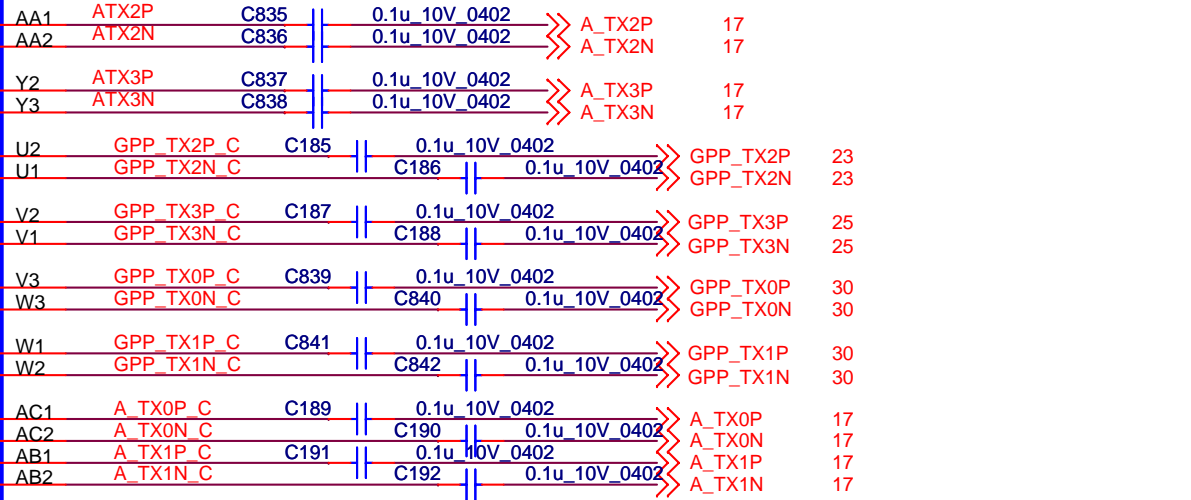 AA1 ATX2P C835 0.1u_10V_0402 A_TX2P 17
AA2 ATX2N C836 0.1u_10V_0402 A_TX2N 17
Y2 ATX3P C837 0.1u_10V_0402 A_TX3P 17
Y3 ATX3N C838 0.1u_10V_0402 A_TX3N 17
U2 GPP_TX2P_C C185 0.1u_10V_0402 GPP_TX2P 23
U1 GPP_TX2N_C C186 0.1u_10V_0402 GPP_TX2N 23
V2 GPP_TX3P_C C187 0.1u_10V_0402 GPP_TX3P 25
V1 GPP_TX3N_C C188 0.1u_10V_0402 GPP_TX3N 25
V3 GPP_TX0P_C C839 0.1u_10V_0402 GPP_TX0P 30
W3 GPP_TX0N_C C840 0.1u_10V_0402 GPP_TX0N 30
W1 GPP_TX1P_C C841 0.1u_10V_0402 GPP_TX1P 30
W2 GPP_TX1N_C C842 0.1u_10V_0402 GPP_TX1N 30
AC1 A_TX0P_C C189 0.1u_10V_0402 A_TX0P 17
AC2 A_TX0N_C C190 0.1u_10V_0402 A_TX0N 17
AB1 A_TX1P_C C191 0.1u_10V_0402 A_TX1P 17
AB2 A_TX1N_C C192 0.1u_10V_0402 A_TX1N 17